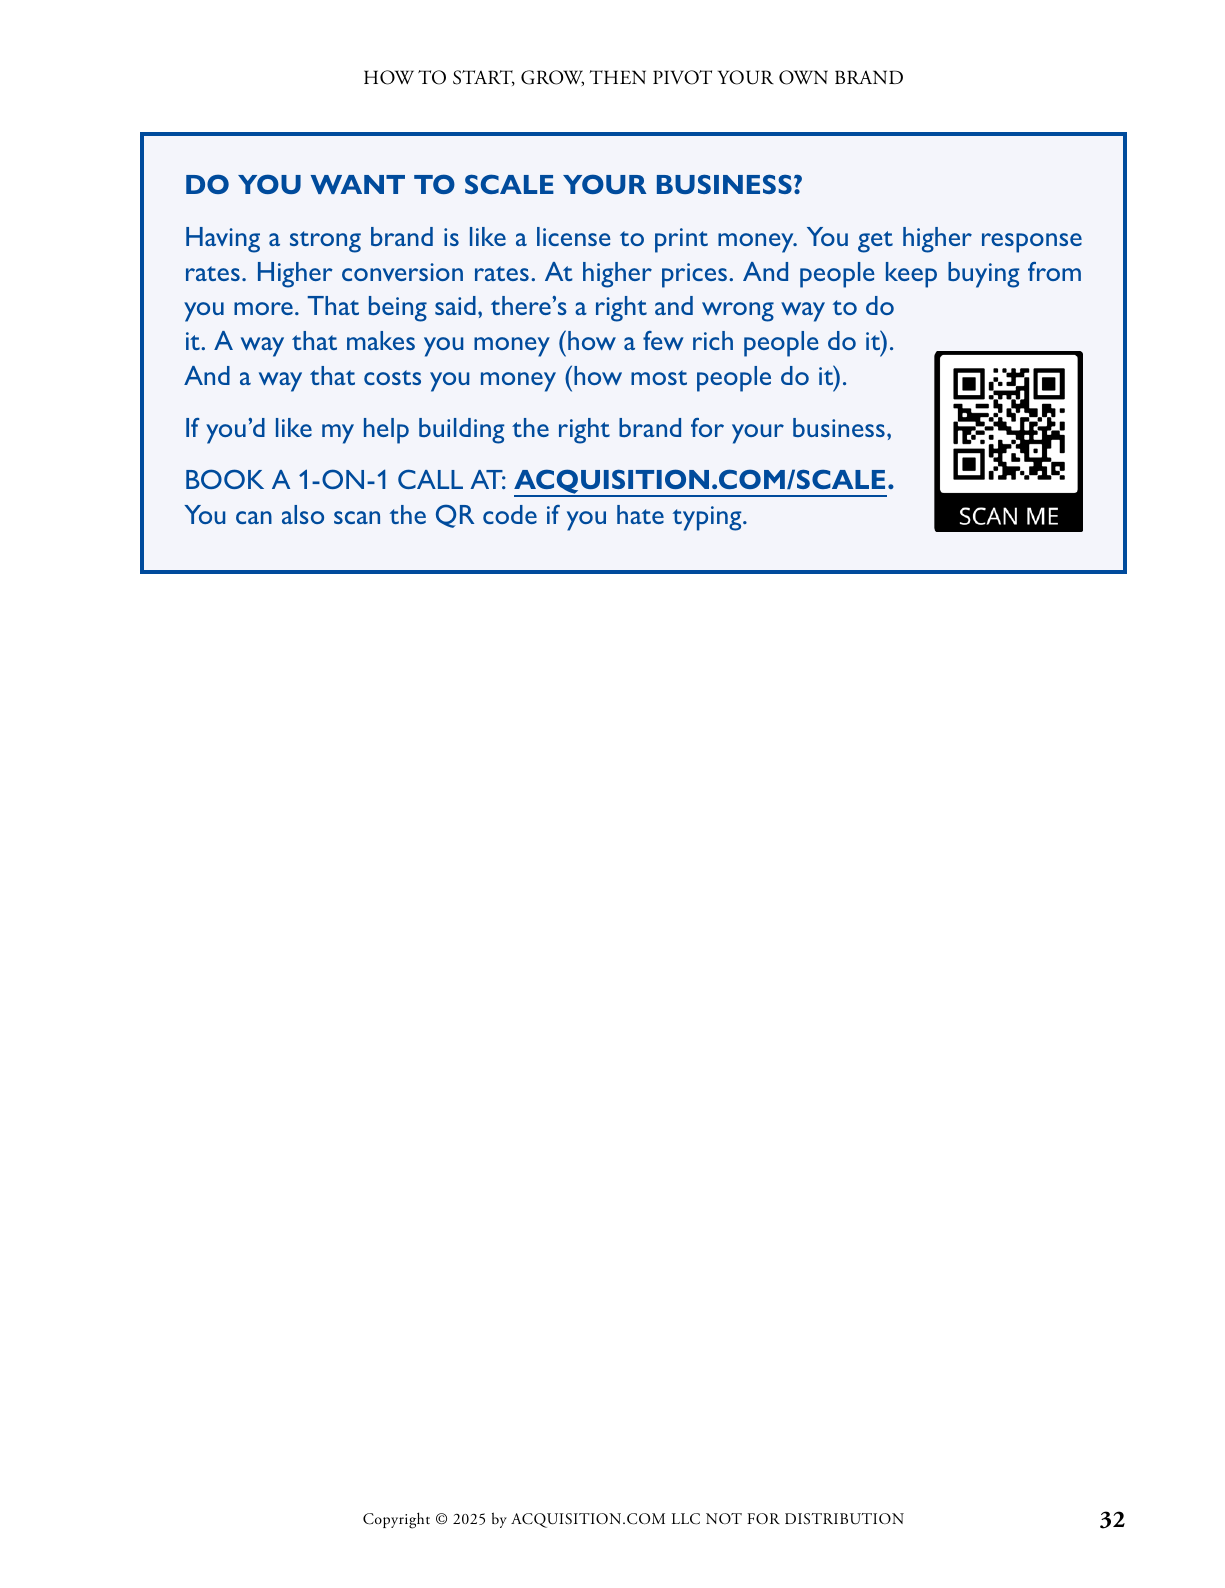 HOW TO START, GROW, THEN PIVOT YOUR OWN BRAND
DO YOU WANT TO SCALE YOUR BUSINESS?
Having a strong brand is like a license to print money. You get higher response
rates. Higher conversion rates. At higher prices. And people keep buying from
you more. That being said, there’s a right and wrong way to do
it. A way that makes you money (how a few rich people do it).
And a way that costs you money (how most people do it).
If you’d like my help building the right brand for your business,
BOOK A 1-ON-1 CALL AT: ACQUISITION.COM/SCALE.
You can also scan the QR code if you hate typing.
SCAN ME
Copyright © 2025 by ACQUISITION.COM LLC NOT FOR DISTRIBUTION
32